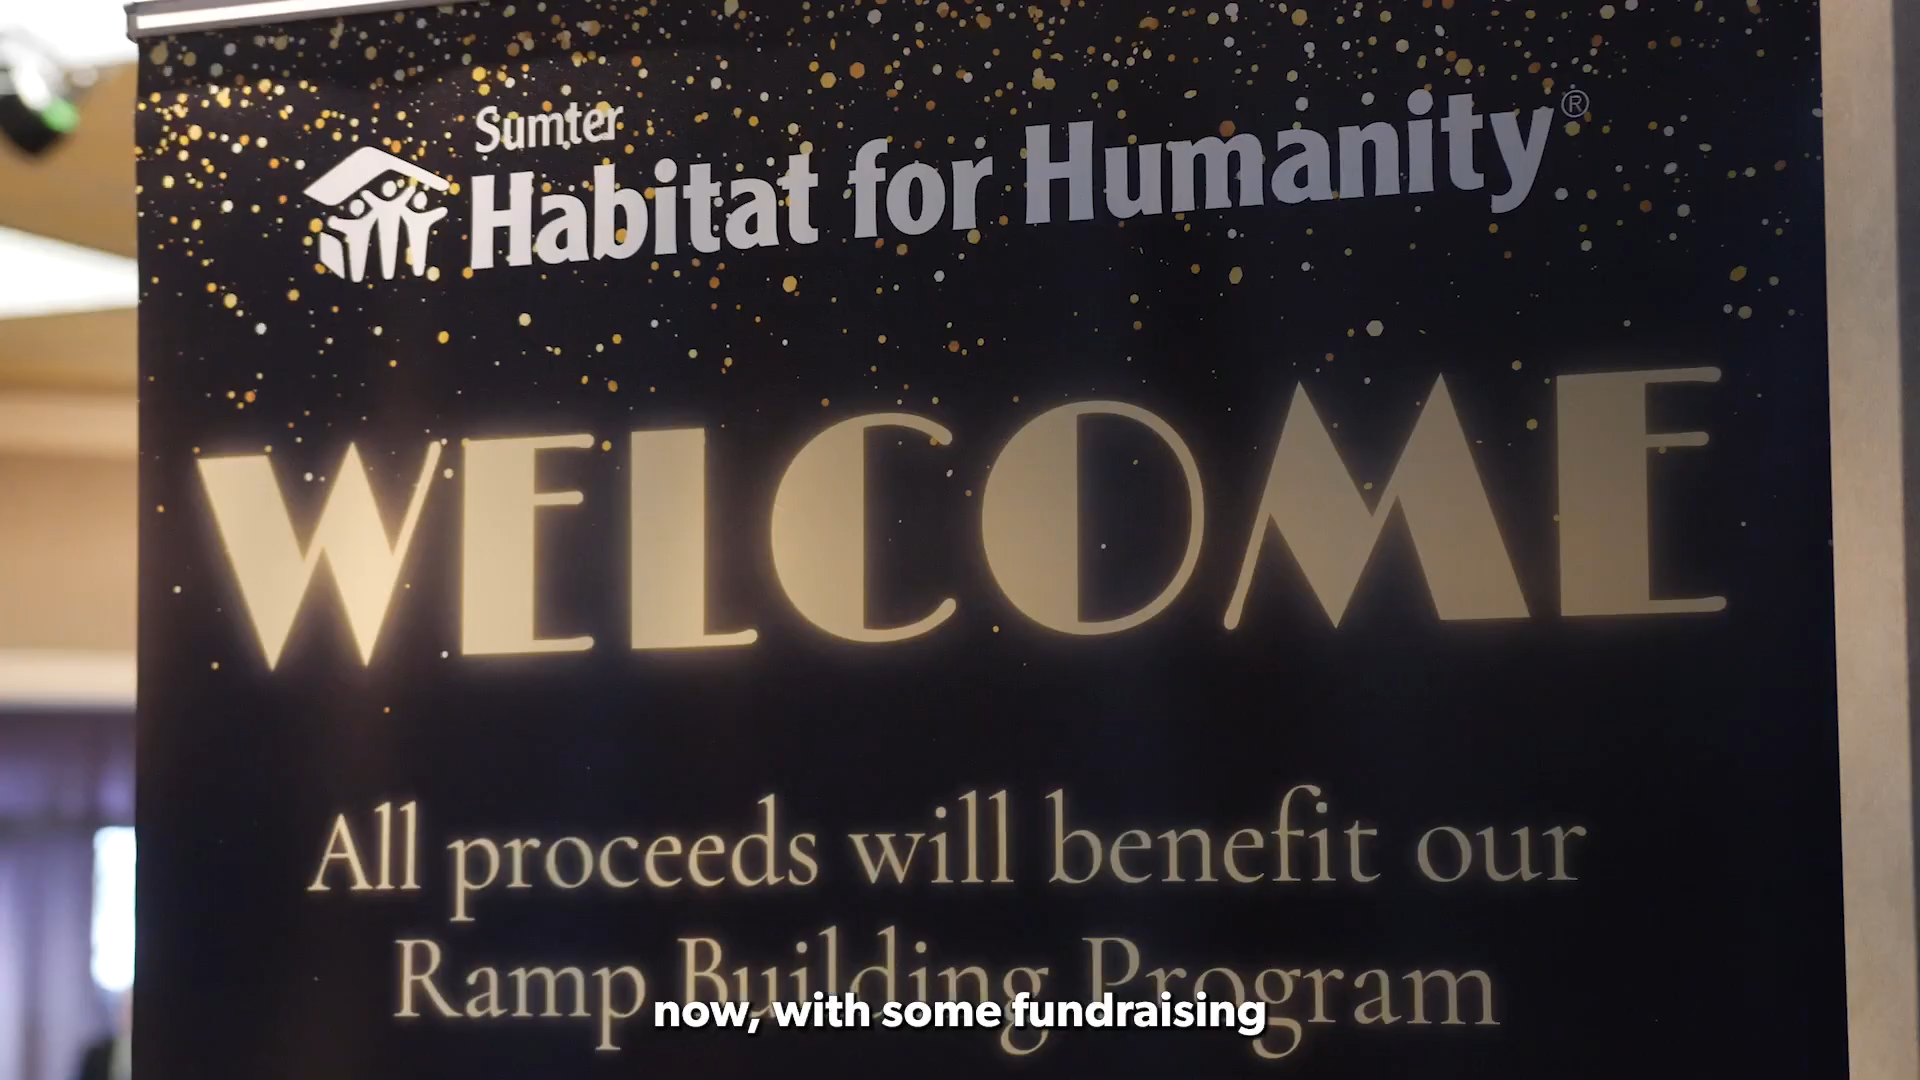 Sumter
Habitat for Humanity®
WELCOME
All proceeds will benefit our
Ramp Building Program
now, with some fundraising